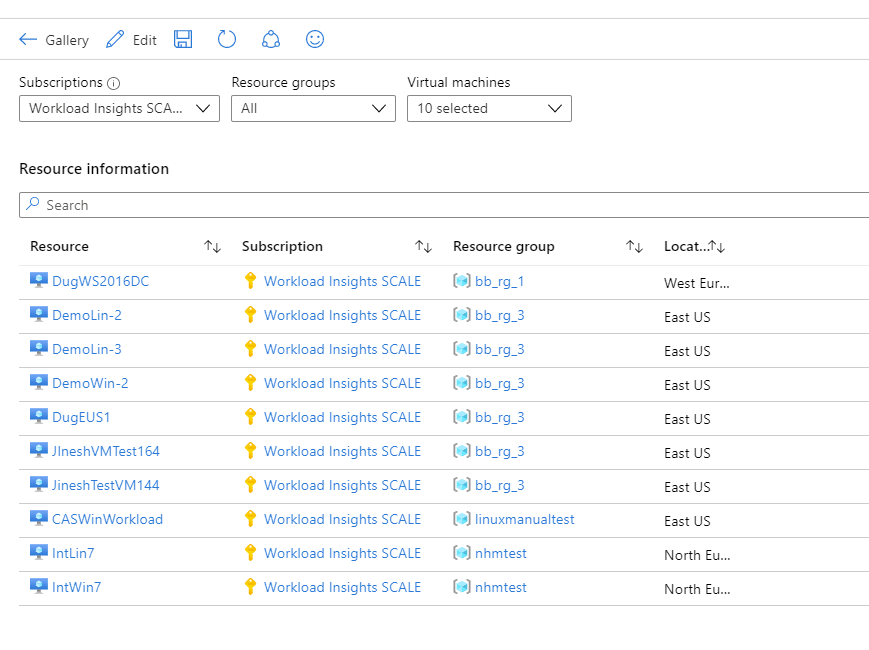 Gallery Edit
Subscriptions Resource groups Virtual machines
Workload Insights SCA... All 10 selected
Resource information
Search
Resource Subscription Resource group Locat...
DugWS2016DC Workload Insights SCALE bb_rg_1 West Eur...
DemoLin-2 Workload Insights SCALE bb_rg_3 East US
DemoLin-3 Workload Insights SCALE bb_rg_3 East US
DemoWin-2 Workload Insights SCALE bb_rg_3 East US
DugEUS1 Workload Insights SCALE bb_rg_3 East US
JIneshVMTest164 Workload Insights SCALE bb_rg_3 East US
JineshTestVM144 Workload Insights SCALE bb_rg_3 East US
CASWinWorkload Workload Insights SCALE linuxmanualtest East US
IntLin7 Workload Insights SCALE nhmtest North Eu...
IntWin7 Workload Insights SCALE nhmtest North Eu...